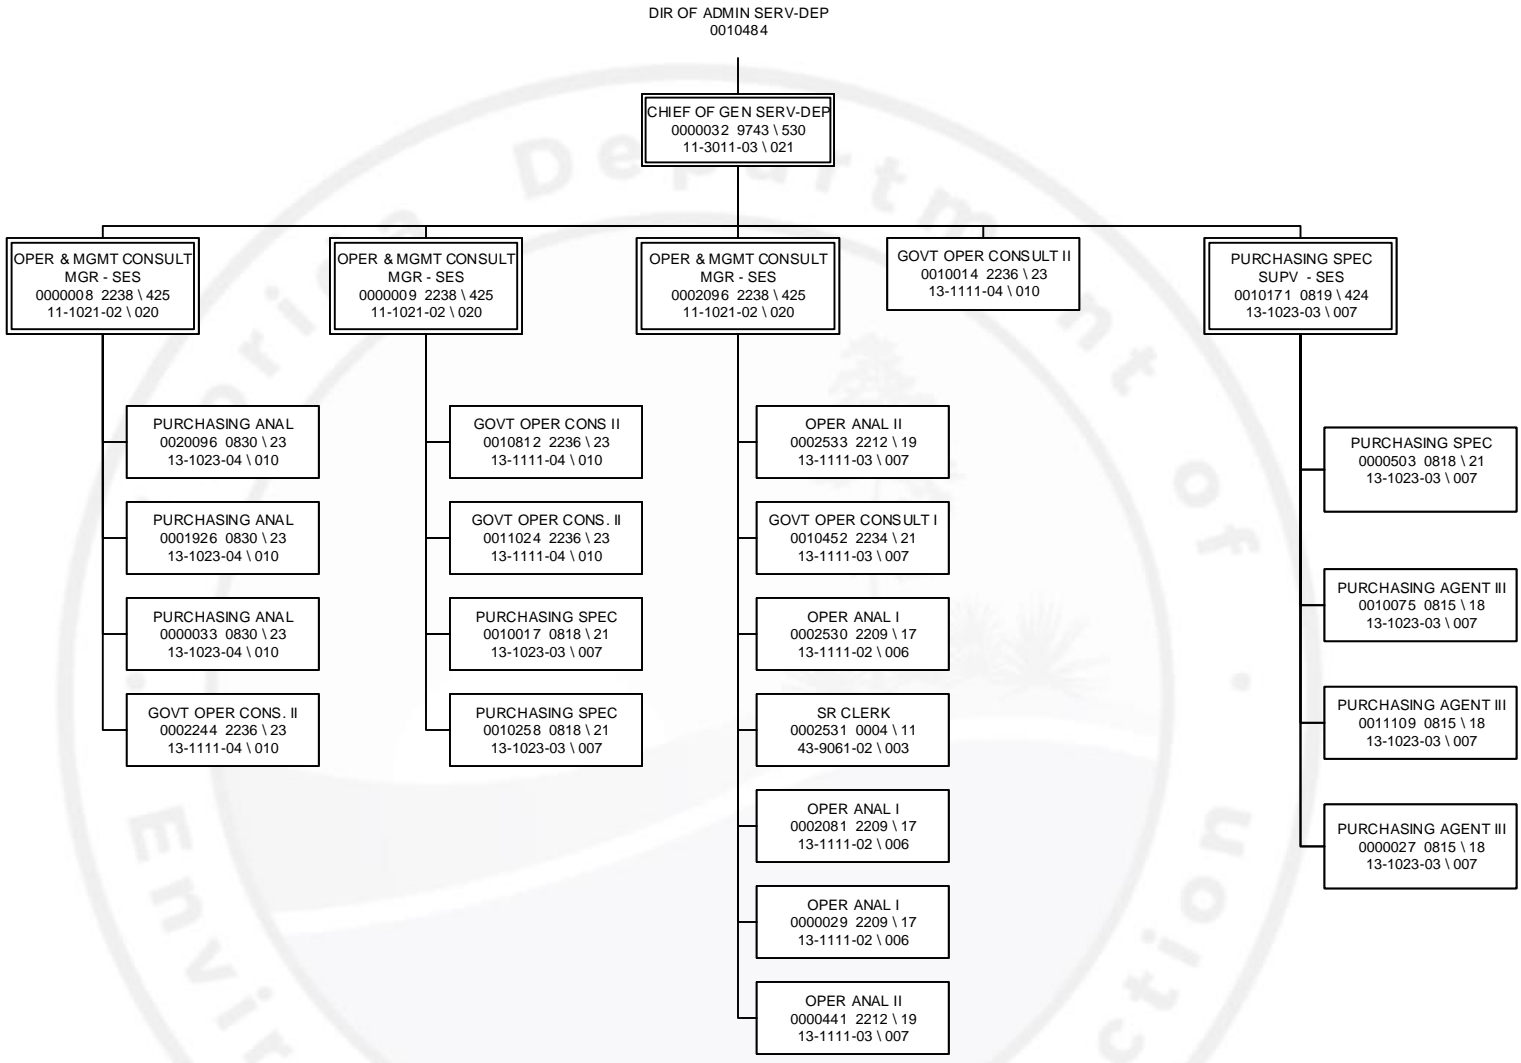 DIR OF ADMIN SERV-DEP
0010484
CHIEF OF GEN SERV-DEP
0000032 9743 \ 530
11-3011-03 \ 021
OPER & MGMT CONSULT
MGR - SES
0000008 2238 \ 425
11-1021-02 \ 020
OPER & MGMT CONSULT
MGR - SES
0000009 2238 \ 425
11-1021-02 \ 020
OPER & MGMT CONSULT
MGR - SES
0002096 2238 \ 425
11-1021-02 \ 020
GOVT OPER CONSULT II
0010014 2236 \ 23
13-1111-04 \ 010
PURCHASING SPEC
SUPV - SES
0010171 0819 \ 424
13-1023-03 \ 007
PURCHASING ANAL
0020096 0830 \ 23
13-1023-04 \ 010
PURCHASING ANAL
0001926 0830 \ 23
13-1023-04 \ 010
PURCHASING ANAL
0000033 0830 \ 23
13-1023-04 \ 010
GOVT OPER CONS. II
0002244 2236 \ 23
13-1111-04 \ 010
GOVT OPER CONS II
0010812 2236 \ 23
13-1111-04 \ 010
GOVT OPER CONS. II
0011024 2236 \ 23
13-1111-04 \ 010
PURCHASING SPEC
0010017 0818 \ 21
13-1023-03 \ 007
PURCHASING SPEC
0010258 0818 \ 21
13-1023-03 \ 007
OPER ANAL II
0002533 2212 \ 19
13-1111-03 \ 007
GOVT OPER CONSULT I
0010452 2234 \ 21
13-1111-03 \ 007
OPER ANAL I
0002530 2209 \ 17
13-1111-02 \ 006
SR CLERK
0002531 0004 \ 11
43-9061-02 \ 003
OPER ANAL I
0002081 2209 \ 17
13-1111-02 \ 006
OPER ANAL I
0000029 2209 \ 17
13-1111-02 \ 006
OPER ANAL II
0000441 2212 \ 19
13-1111-03 \ 007
PURCHASING SPEC
0000503 0818 \ 21
13-1023-03 \ 007
PURCHASING AGENT III
0010075 0815 \ 18
13-1023-03 \ 007
PURCHASING AGENT III
0011109 0815 \ 18
13-1023-03 \ 007
PURCHASING AGENT III
0000027 0815 \ 18
13-1023-03 \ 007
Department of